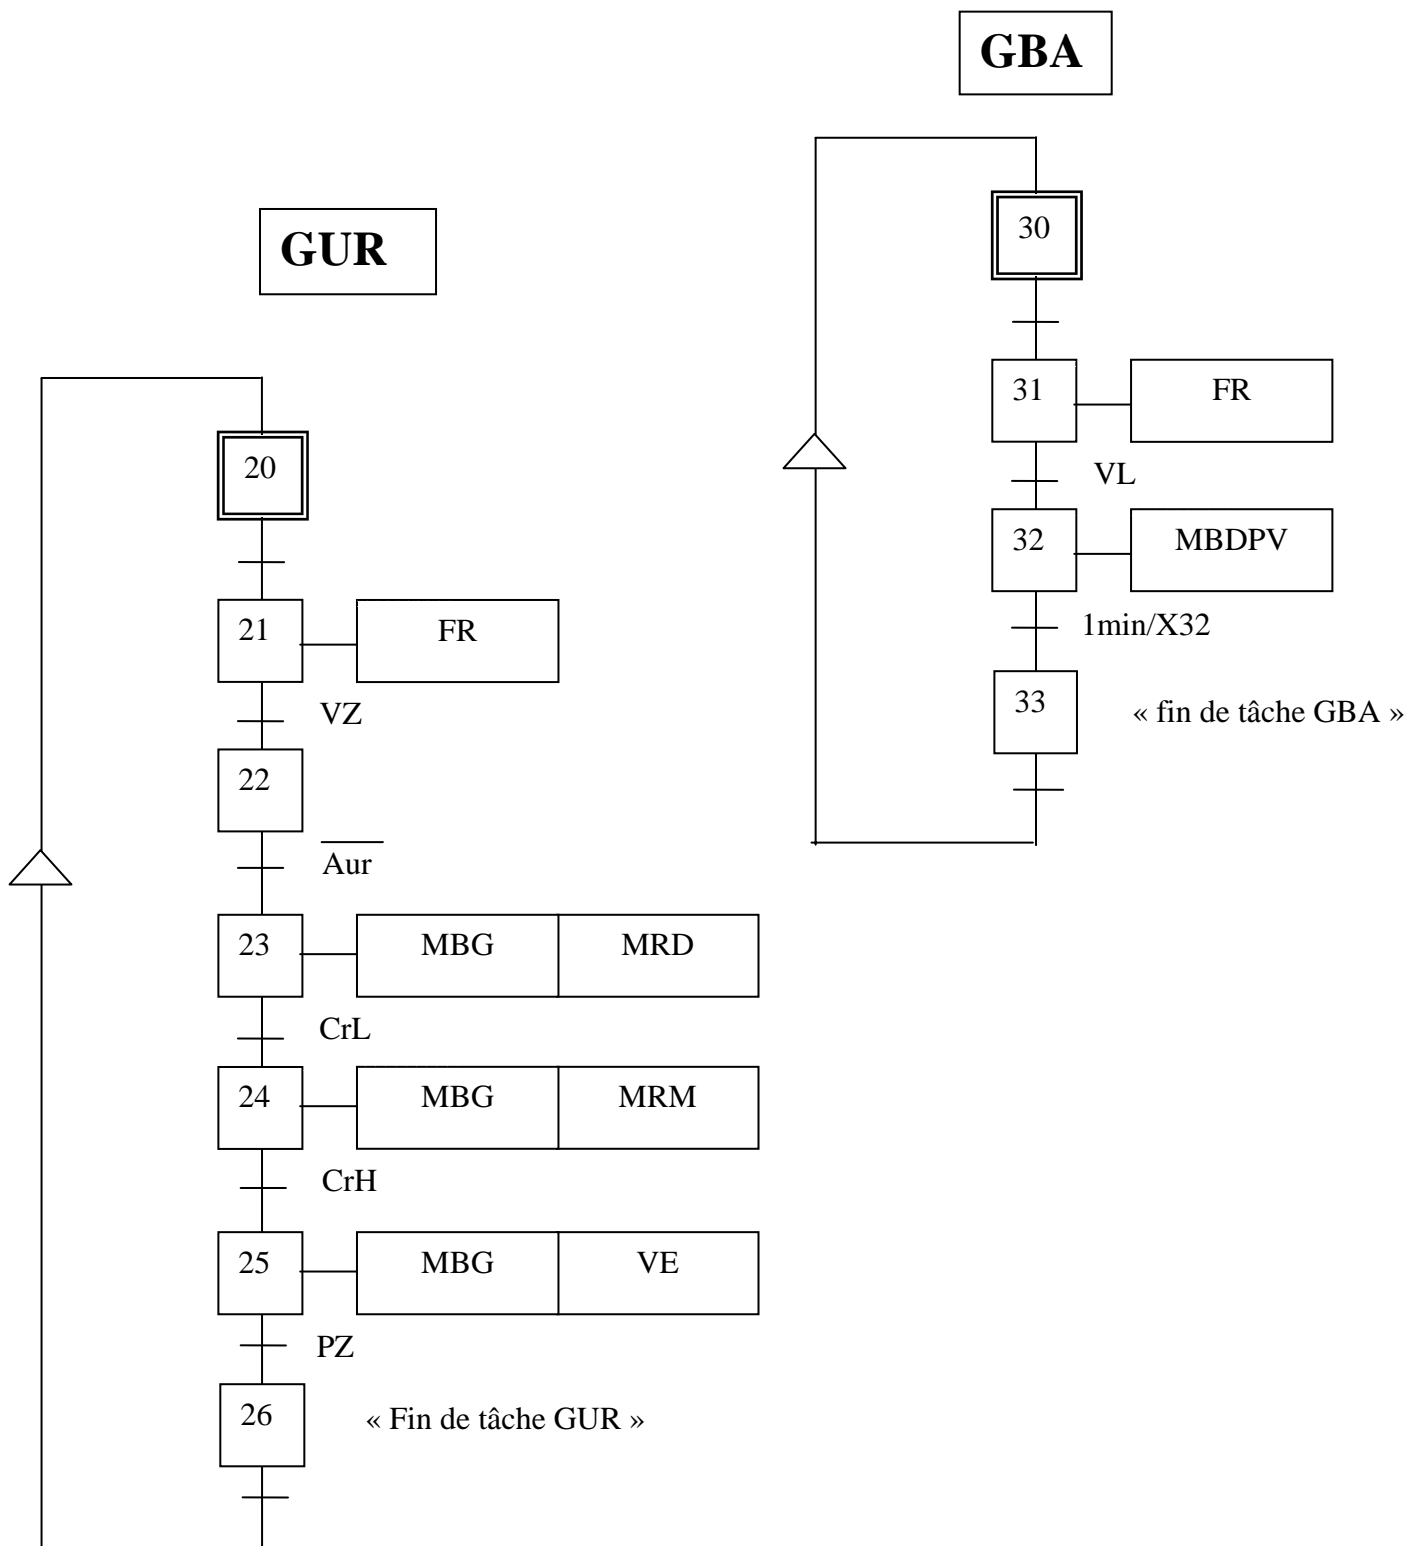 GUR
20
21 FR
VZ
22
A̅u̅r̅
23 MBG MRD
CrL
24 MBG MRM
CrH
25 MBG VE
PZ
26 « Fin de tâche GUR »
GBA
30
31 FR
VL
32 MBDPV
1min/X32
33 « fin de tâche GBA »